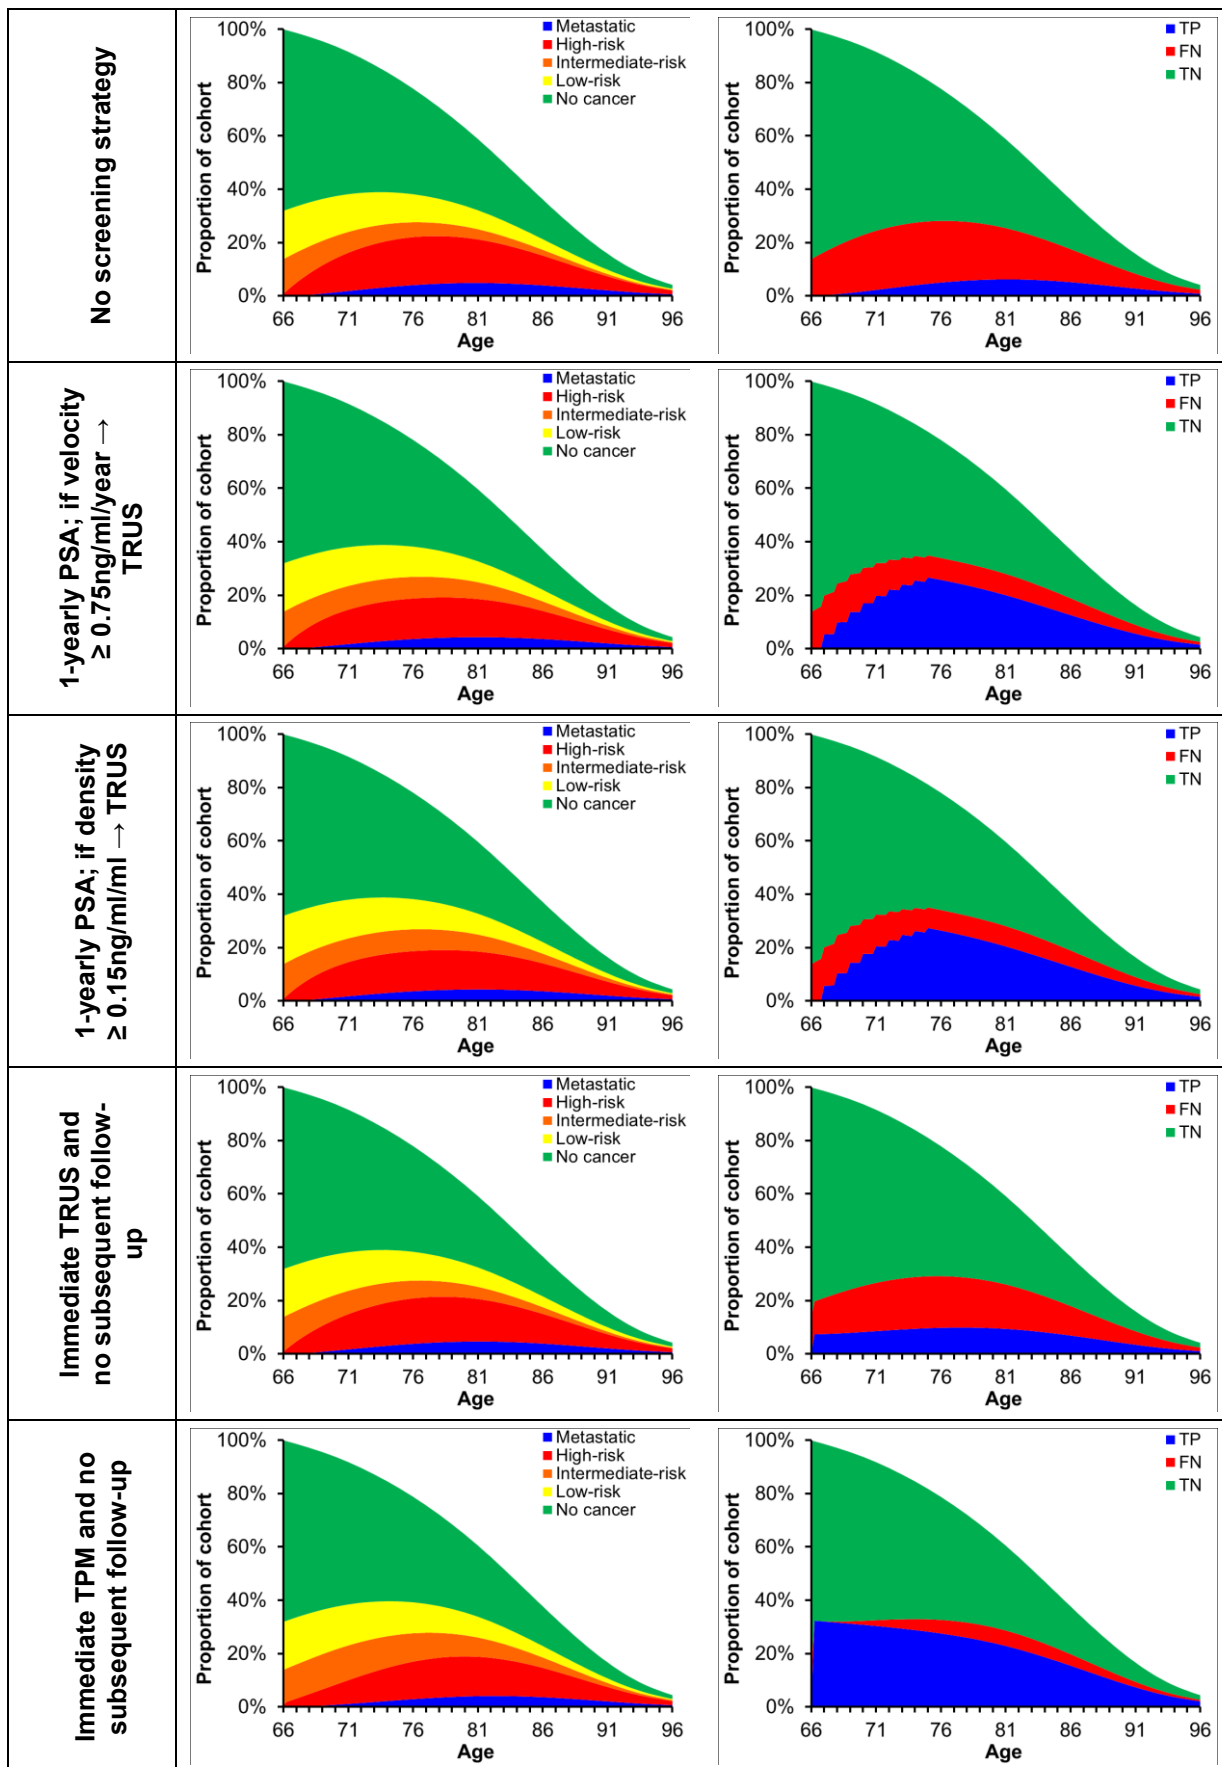 No screening strategy
Proportion of cohort
100%
80%
60%
40%
20%
0%
66 71 76 81 86 91 96
Age
Metastatic
High-risk
Intermediate-risk
Low-risk
No cancer
Proportion of cohort
100%
80%
60%
40%
20%
0%
66 71 76 81 86 91 96
Age
TP
FN
TN
1-yearly PSA; if velocity
≥ 0.75ng/ml/year →
TRUS
Proportion of cohort
100%
80%
60%
40%
20%
0%
66 71 76 81 86 91 96
Age
Metastatic
High-risk
Intermediate-risk
Low-risk
No cancer
Proportion of cohort
100%
80%
60%
40%
20%
0%
66 71 76 81 86 91 96
Age
TP
FN
TN
1-yearly PSA; if density
≥ 0.15ng/ml/ml → TRUS
Proportion of cohort
100%
80%
60%
40%
20%
0%
66 71 76 81 86 91 96
Age
Metastatic
High-risk
Intermediate-risk
Low-risk
No cancer
Proportion of cohort
100%
80%
60%
40%
20%
0%
66 71 76 81 86 91 96
Age
TP
FN
TN
Immediate TRUS and
no subsequent follow-
up
Proportion of cohort
100%
80%
60%
40%
20%
0%
66 71 76 81 86 91 96
Age
Metastatic
High-risk
Intermediate-risk
Low-risk
No cancer
Proportion of cohort
100%
80%
60%
40%
20%
0%
66 71 76 81 86 91 96
Age
TP
FN
TN
Immediate TPM and no
subsequent follow-up
Proportion of cohort
100%
80%
60%
40%
20%
0%
66 71 76 81 86 91 96
Age
Metastatic
High-risk
Intermediate-risk
Low-risk
No cancer
Proportion of cohort
100%
80%
60%
40%
20%
0%
66 71 76 81 86 91 96
Age
TP
FN
TN